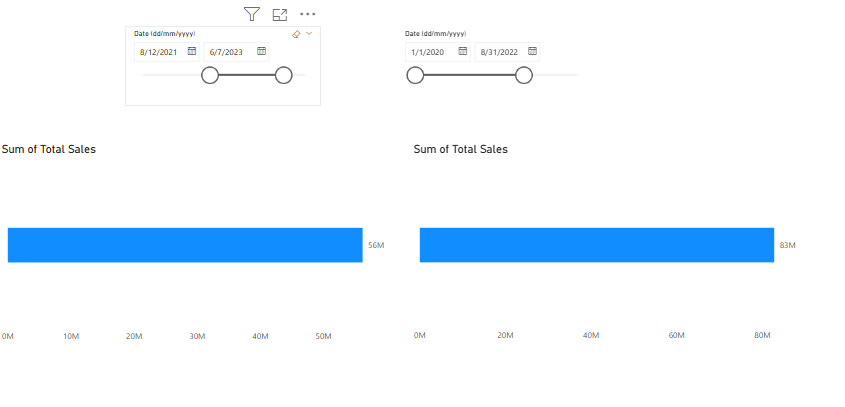 Date (dd/mm/yyyy)
8/12/2021 6/7/2023
Date (dd/mm/yyyy)
1/1/2020 8/31/2022
Sum of Total Sales
56M
0M 10M 20M 30M 40M 50M
Sum of Total Sales
83M
0M 20M 40M 60M 80M